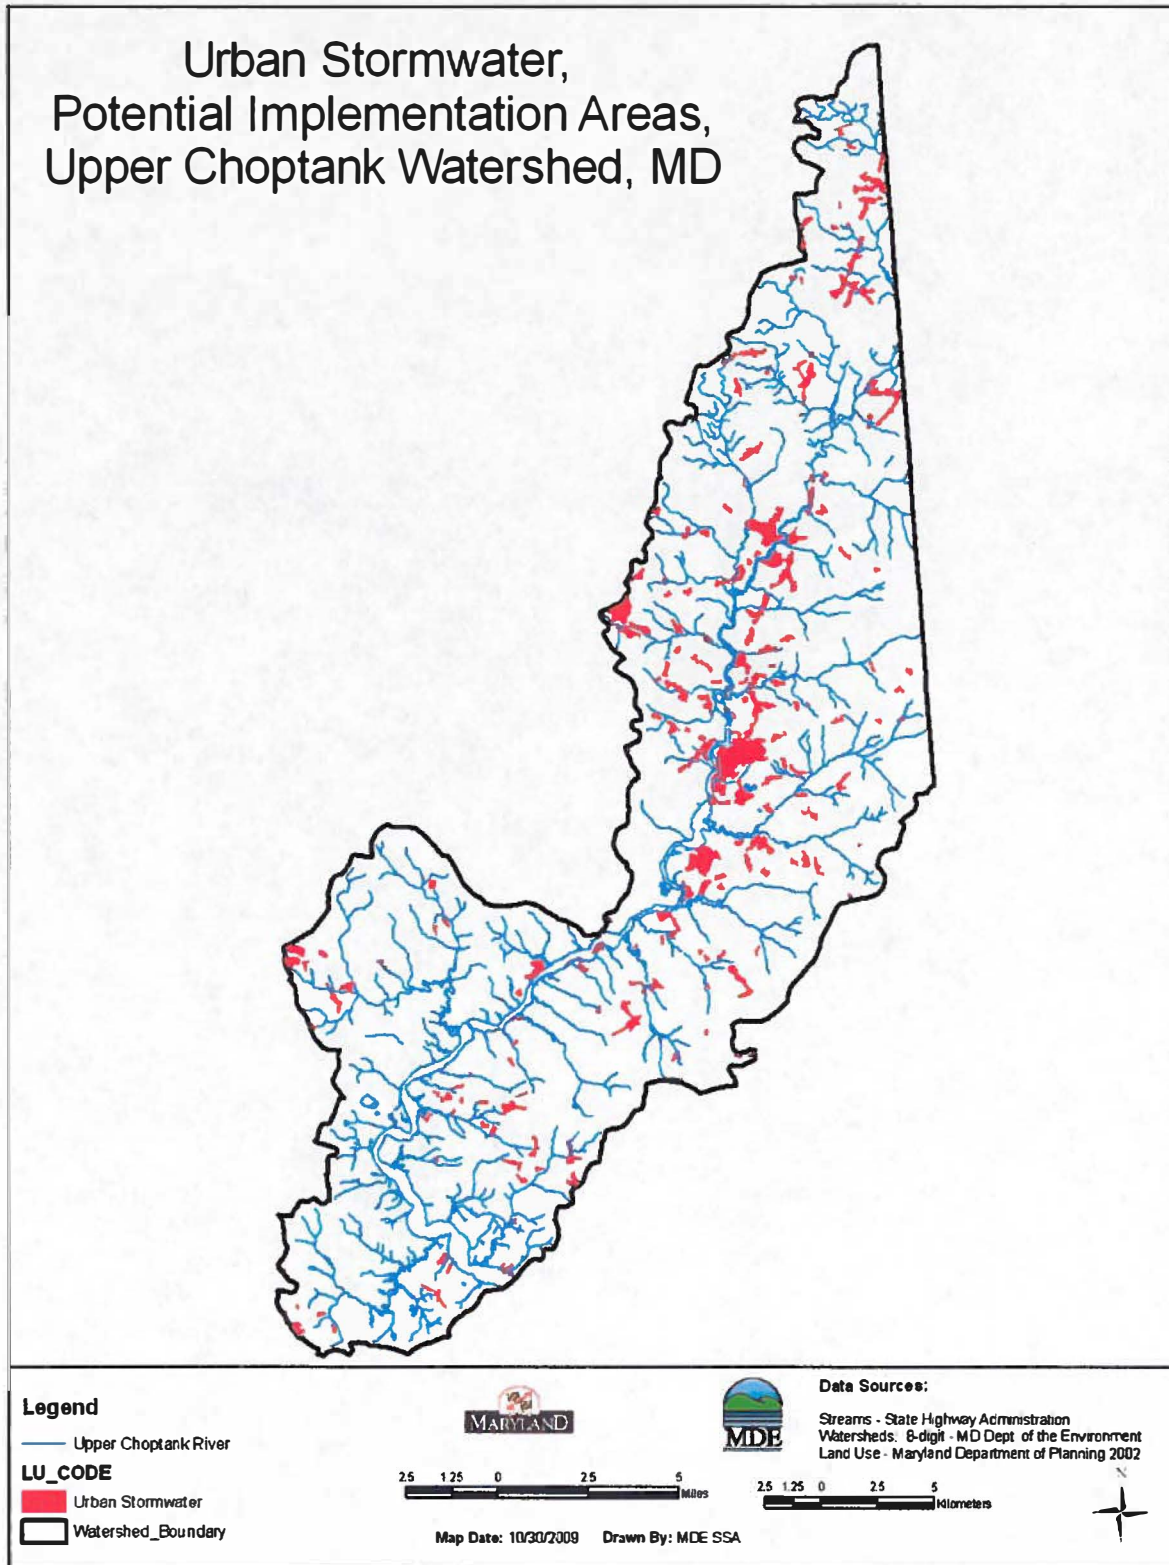 Urban Stormwater,
Potential Implementation Areas,
Upper Choptank Watershed, MD
Legend
Upper Choptank River
LU_CODE
Urban Stormwater
Watershed_Boundary
MARYLAND
2.5 1.25 0 2.5 5
Miles
Map Date: 10/30/2009 Drawn By: MDE SSA
MDE
Data Sources:
Streams - State Highway Administration
Watersheds: 8-digit - MD Dept of the Environment
Land Use - Maryland Department of Planning 2002
2.5 1.25 0 2.5 5
Kilometers
N